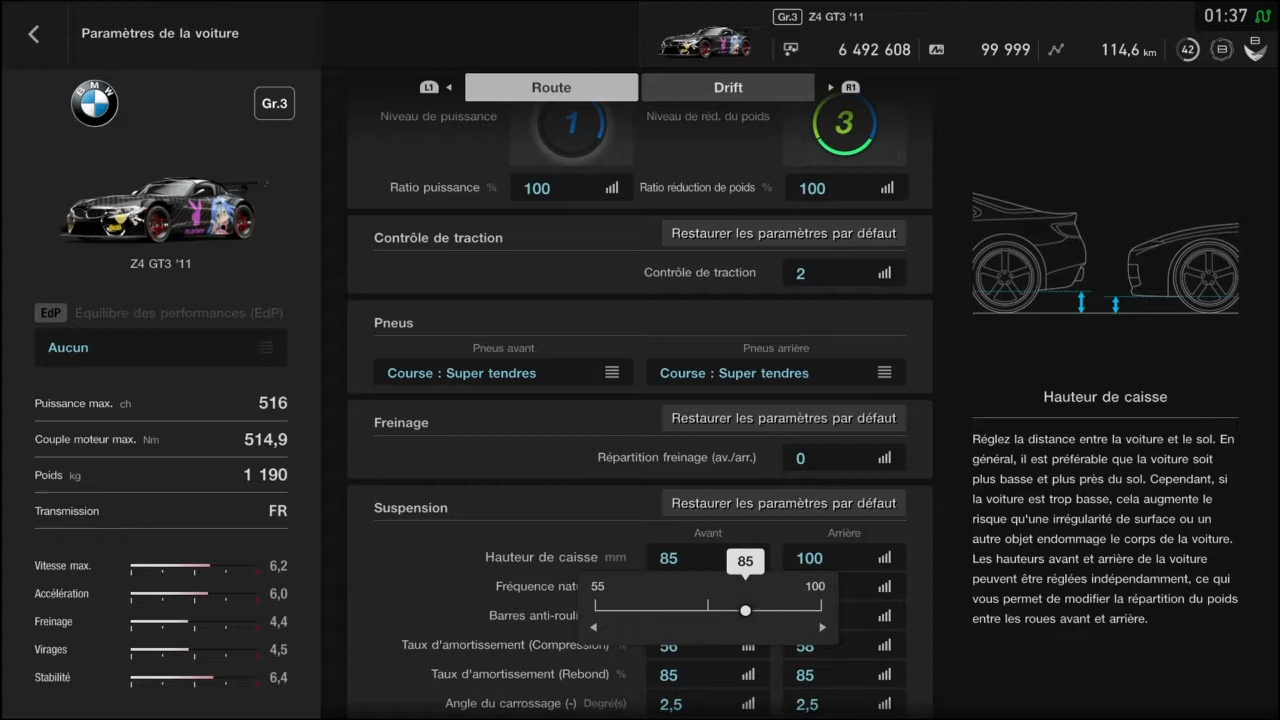 Paramètres de la voiture
Gr.3 Z4 GT3 '11
01:37
6 492 608
99 999
114,6 km
42
B
B
BMW
Gr.3
Z4 GT3 '11
EdP Équilibre des performances (EdP)
Aucun
Puissance max. ch 516
Couple moteur max. Nm 514,9
Poids kg 1 190
Transmission FR
Vitesse max. 6,2
Accélération 6,0
Freinage 4,4
Virages 4,5
Stabilité 6,4
L1 Route Drift R1
Niveau de puissance 1 Niveau de réd. du poids 3
Ratio puissance % 100 Ratio réduction de poids % 100
Contrôle de traction Restaurer les paramètres par défaut
Contrôle de traction 2
Pneus
Pneus avant Pneus arrière
Course : Super tendres Course : Super tendres
Freinage Restaurer les paramètres par défaut
Répartition freinage (av./arr.) 0
Suspension Restaurer les paramètres par défaut
Avant Arrière
Hauteur de caisse mm 85 85 100
Fréquence nat
55 100
Barres anti-rouli
Taux d'amortissement (Compression) % 56 58
Taux d'amortissement (Rebond) % 85 85
Angle du carrossage (-) Degré(s) 2,5 2,5
Hauteur de caisse
Réglez la distance entre la voiture et le sol. En
général, il est préférable que la voiture soit
plus basse et plus près du sol. Cependant, si
la voiture est trop basse, cela augmente le
risque qu'une irrégularité de surface ou un
autre objet endommage le corps de la voiture.
Les hauteurs avant et arrière de la voiture
peuvent être réglées indépendamment, ce qui
vous permet de modifier la répartition du poids
entre les roues avant et arrière.